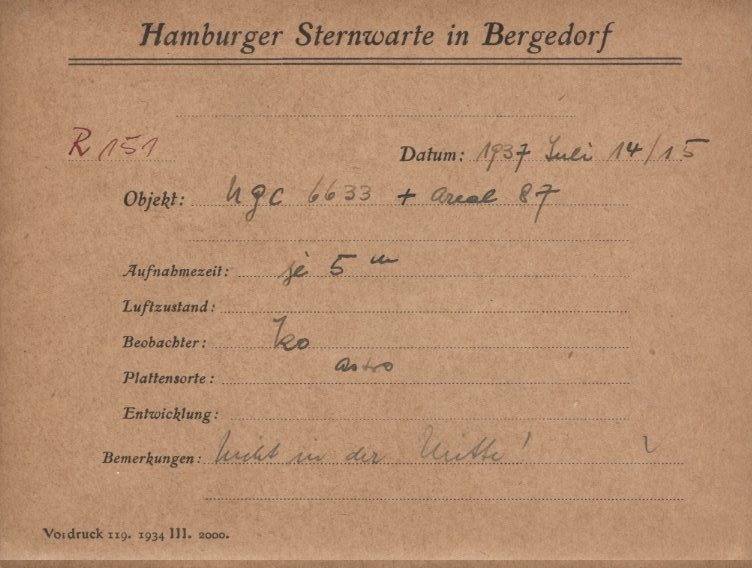 Hamburger Sternwarte in Bergedorf
R 151
Datum: 1937 Juli 14/15
Objekt: NGC 6633 + Areal 87
Aufnahmezeit: je 5 m
Luftzustand:
Beobachter: Ko
Plattensorte: astro
Entwicklung:
Bemerkungen: Nicht in der Mitte!
Vordruck 119. 1934 III. 2000.